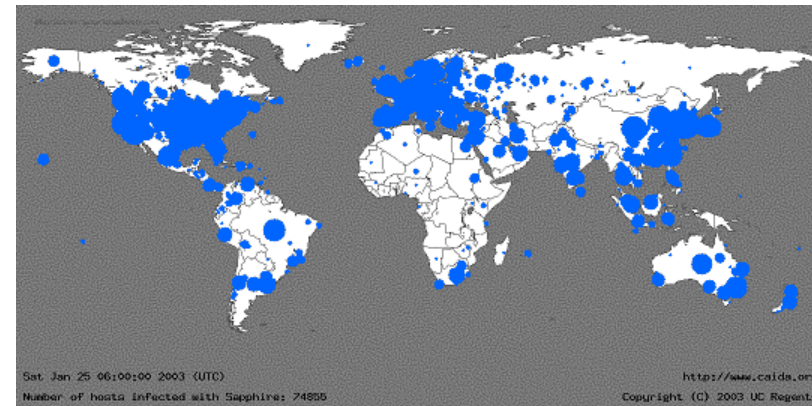 Sat Jan 25 06:00:00 2003 (UTC)
http://www.caida.or
Number of hosts infected with Sapphire: 74855
Copyright (C) 2003 UC Regent